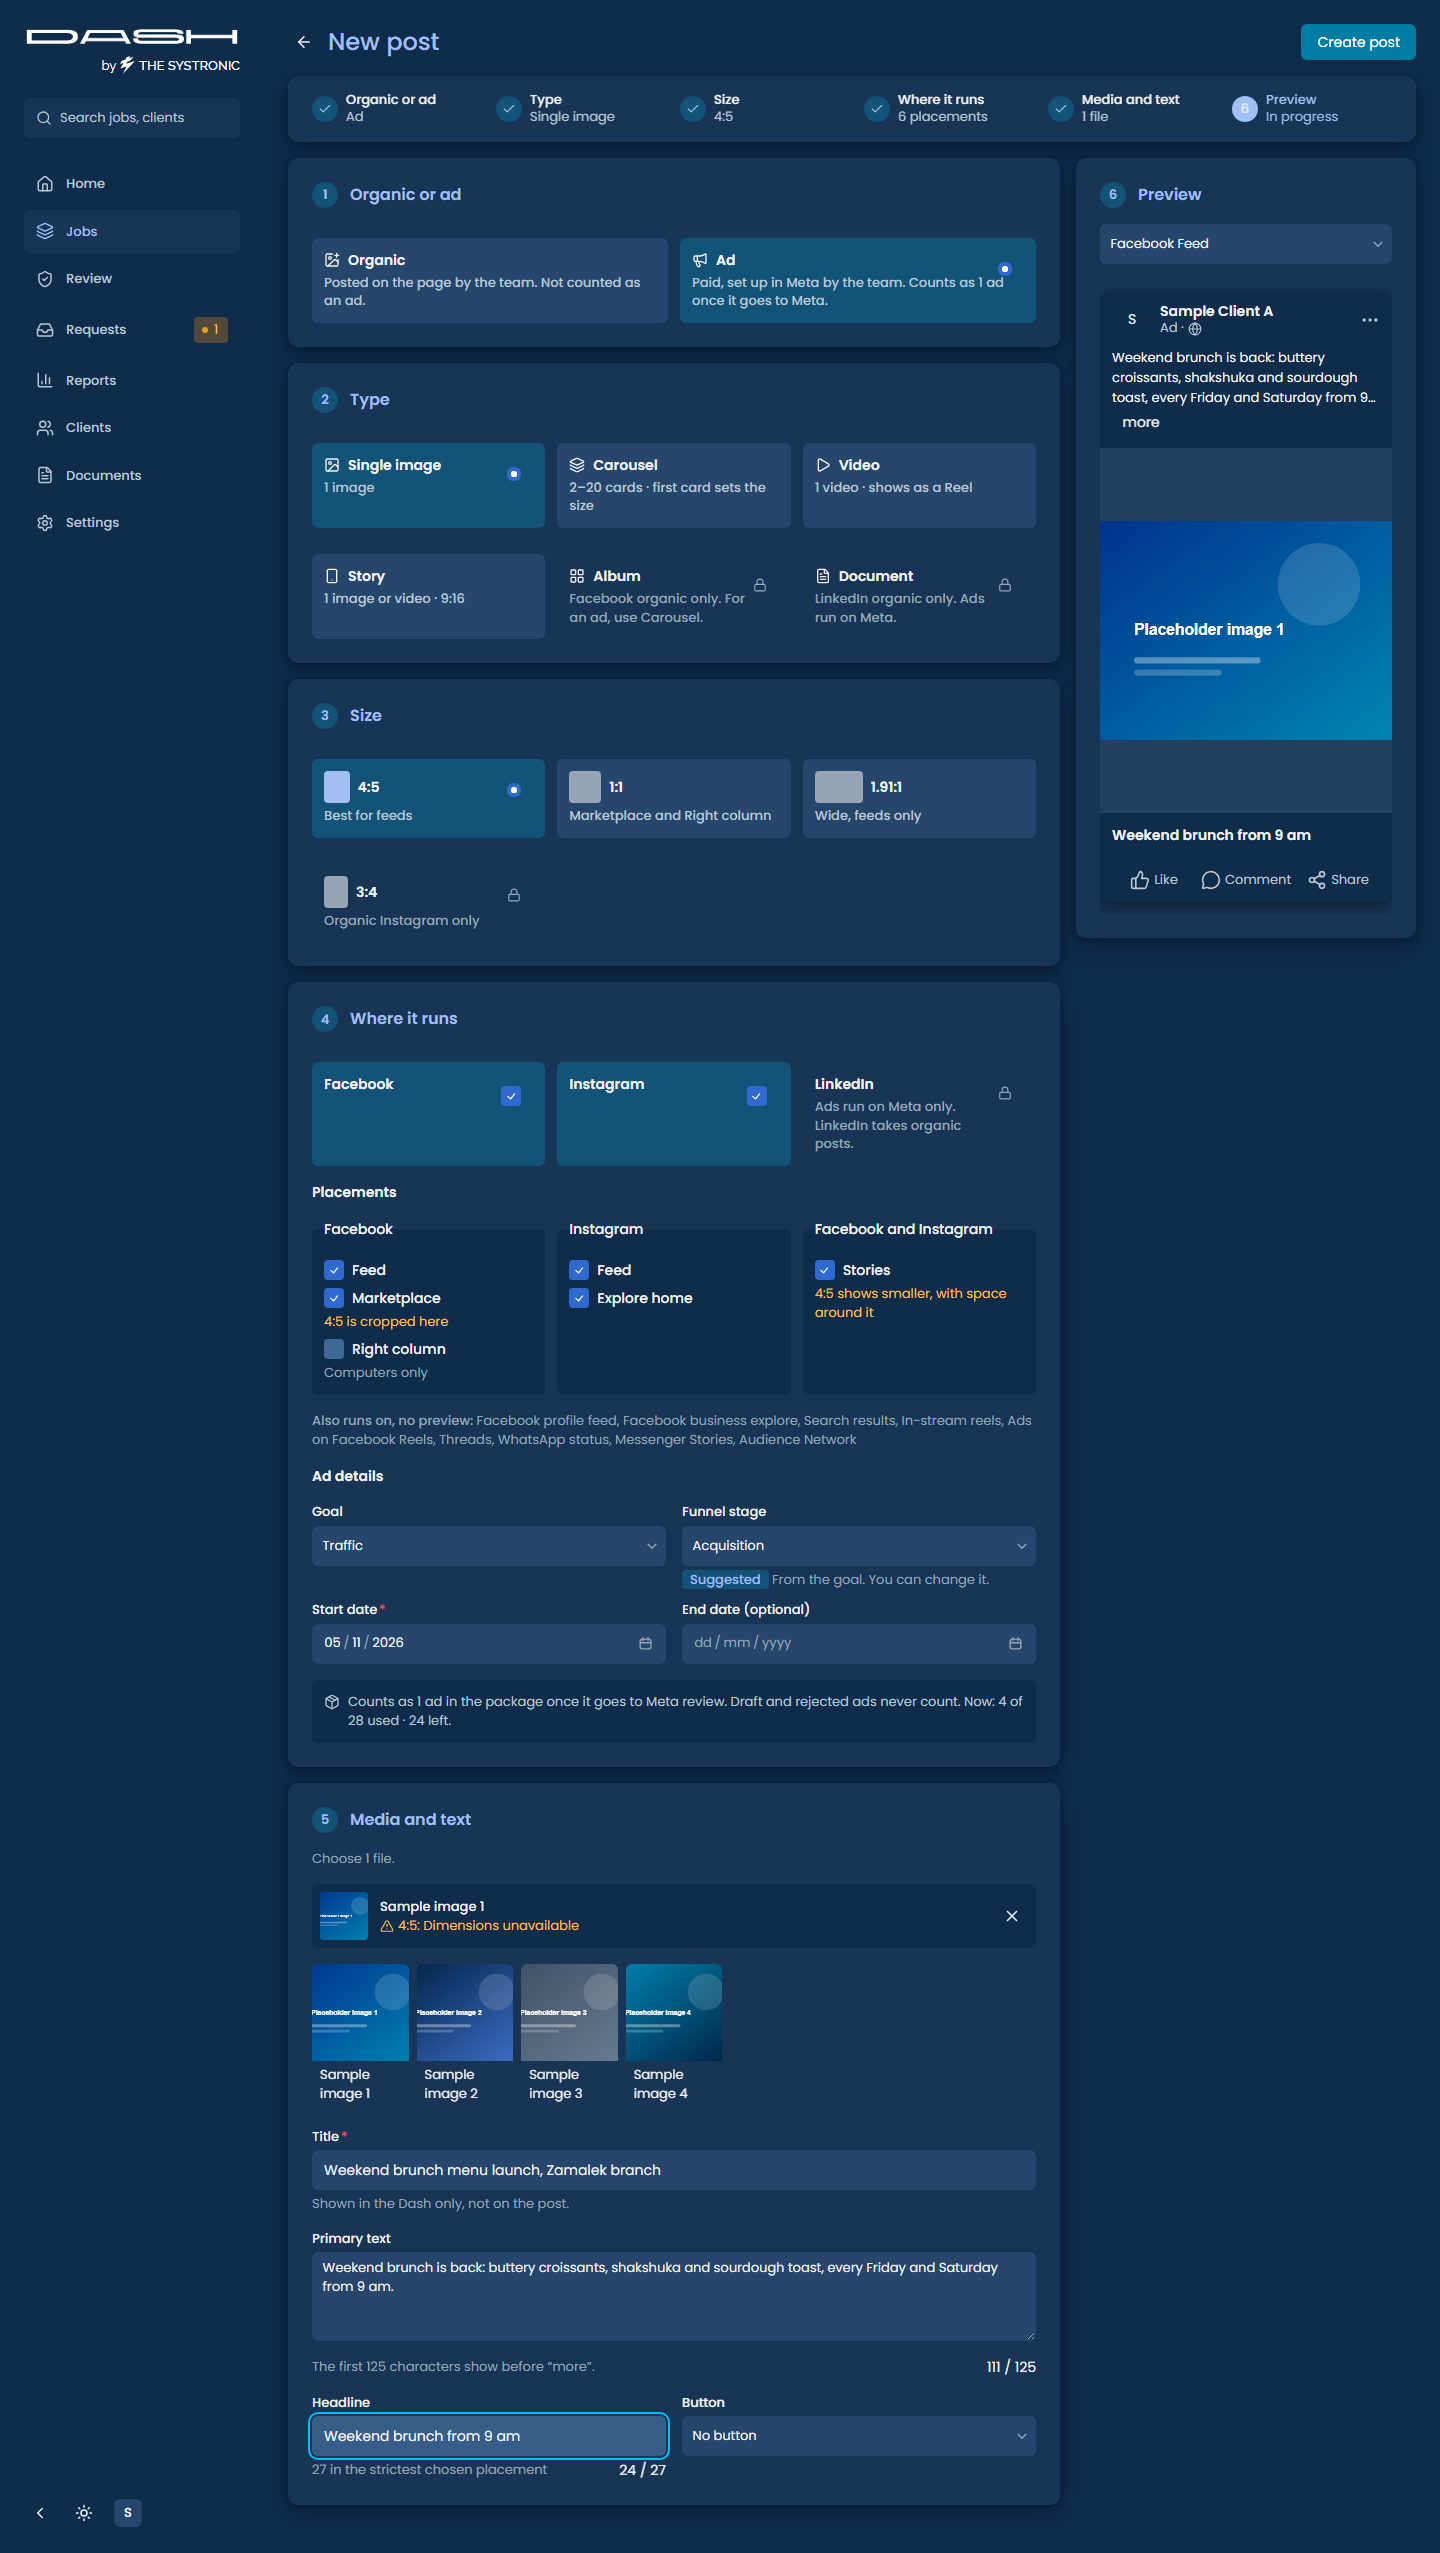 DASH
by THE SYSTRONIC
Search jobs, clients
Home
Jobs
Review
Requests
1
Reports
Clients
Documents
Settings
S
New post
Create post
Organic or ad
Ad
Type
Single image
Size
4:5
Where it runs
6 placements
Media and text
1 file
6
Preview
In progress
1
Organic or ad
Organic
Posted on the page by the team. Not counted as
an ad.
Ad
Paid, set up in Meta by the team. Counts as 1 ad
once it goes to Meta.
2
Type
Single image
1 image
Carousel
2–20 cards · first card sets the
size
Video
1 video · shows as a Reel
Story
1 image or video · 9:16
Album
Facebook organic only. For
an ad, use Carousel.
Document
LinkedIn organic only. Ads
run on Meta.
3
Size
4:5
Best for feeds
1:1
Marketplace and Right column
1.91:1
Wide, feeds only
3:4
Organic Instagram only
4
Where it runs
Facebook
Instagram
LinkedIn
Ads run on Meta only.
LinkedIn takes organic
posts.
Placements
Facebook
Feed
Marketplace
4:5 is cropped here
Right column
Computers only
Instagram
Feed
Explore home
Facebook and Instagram
Stories
4:5 shows smaller, with space
around it
Also runs on, no preview: Facebook profile feed, Facebook business explore, Search results, In-stream reels, Ads
on Facebook Reels, Threads, WhatsApp status, Messenger Stories, Audience Network
Ad details
Goal
Traffic
Funnel stage
Acquisition
Suggested From the goal. You can change it.
Start date*
05 / 11 / 2026
End date (optional)
dd / mm / yyyy
Counts as 1 ad in the package once it goes to Meta review. Draft and rejected ads never count. Now: 4 of
28 used · 24 left.
5
Media and text
Choose 1 file.
Sample image 1
4:5: Dimensions unavailable
Placeholder image 1
Placeholder image 2
Placeholder image 3
Placeholder image 4
Sample
image 1
Sample
image 2
Sample
image 3
Sample
image 4
Title*
Weekend brunch menu launch, Zamalek branch
Shown in the Dash only, not on the post.
Primary text
Weekend brunch is back: buttery croissants, shakshuka and sourdough toast, every Friday and Saturday
from 9 am.
The first 125 characters show before “more”.
111 / 125
Headline
Weekend brunch from 9 am
27 in the strictest chosen placement
24 / 27
Button
No button
6
Preview
Facebook Feed
S
Sample Client A
Ad ·
Weekend brunch is back: buttery
croissants, shakshuka and sourdough
toast, every Friday and Saturday from 9...
more
Placeholder image 1
Weekend brunch from 9 am
Like
Comment
Share